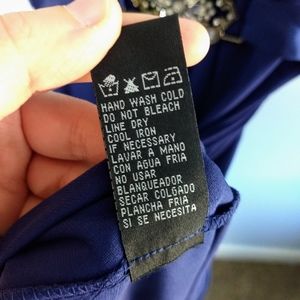 HAND WASH COLD
DO NOT BLEACH
LINE DRY
COOL IRON
IF NECESSARY
LAVAR A MANO
CON AGUA FRIA
NO USAR
BLANQUEADOR
SECAR COLGADO
PLANCHA FRIA
SI SE NECESITA